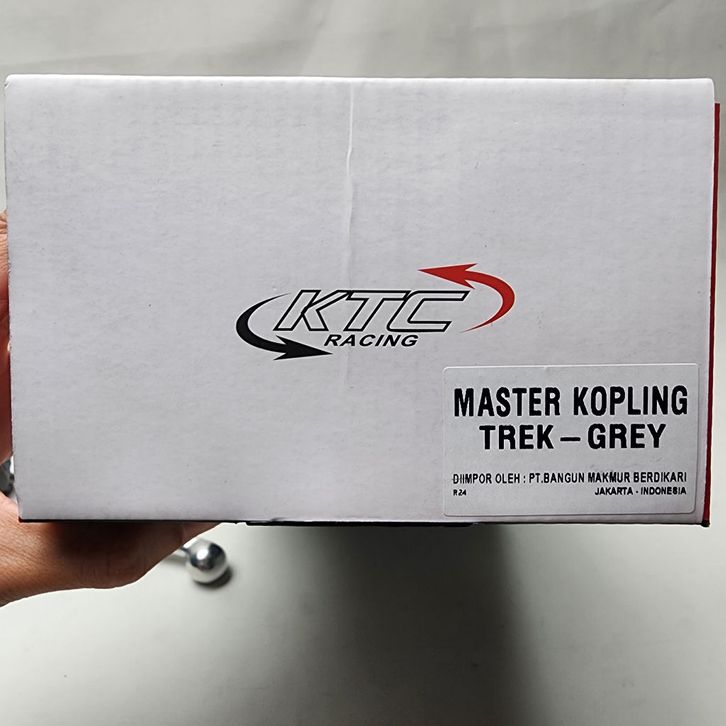 KTC
RACING
MASTER KOPLING
TREK – GREY
DIIMPOR OLEH : PT.BANGUN MAKMUR BERDIKARI
R24 JAKARTA - INDONESIA